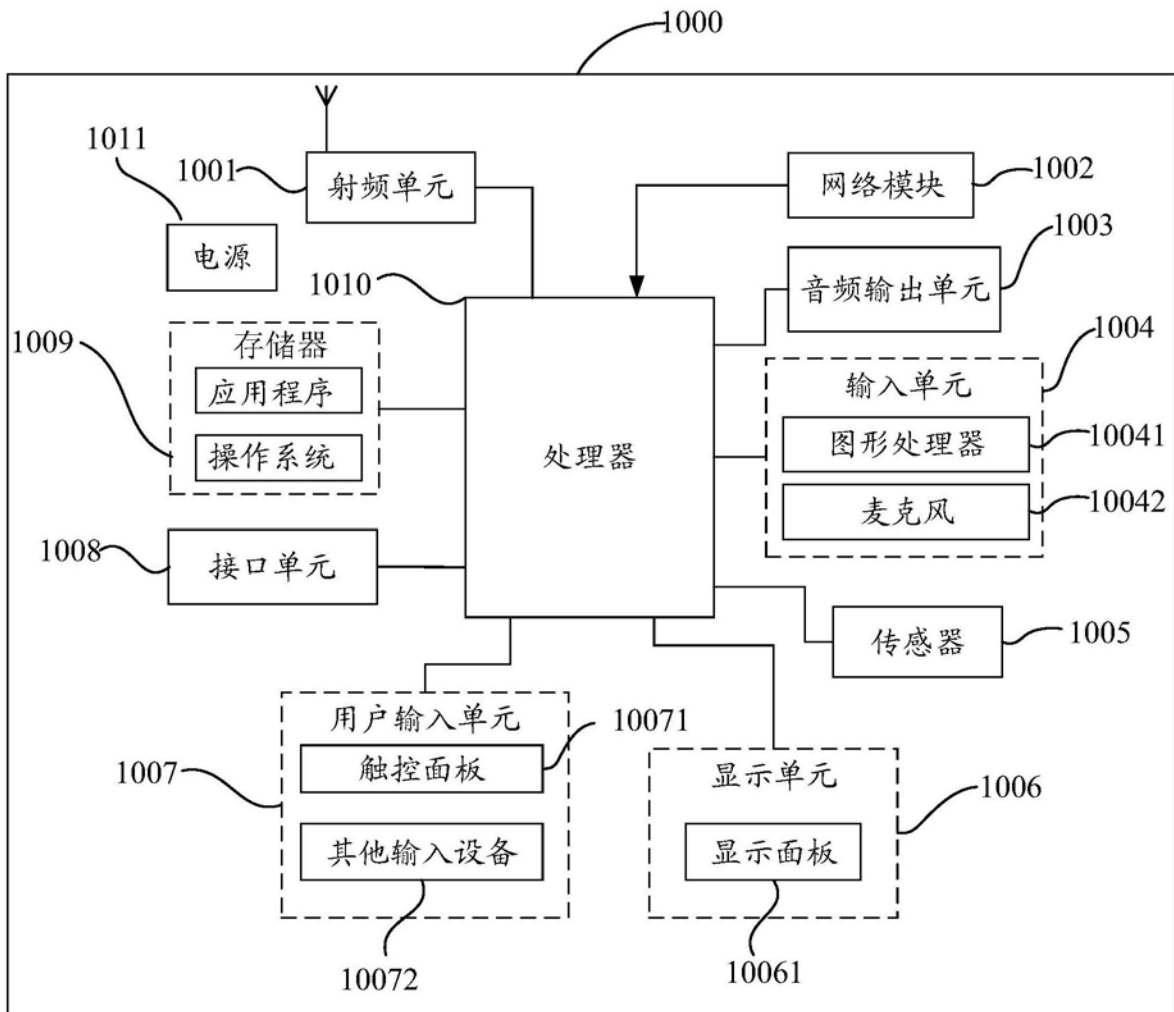 1000
1011
1001
射频单元
网络模块
1002
电源
1010
音频输出单元
1003
1009
存储器
应用程序
操作系统
处理器
1004
输入单元
图形处理器
10041
麦克风
10042
1008
接口单元
传感器
1005
用户输入单元
10071
1007
触控面板
其他输入设备
10072
显示单元
1006
显示面板
10061